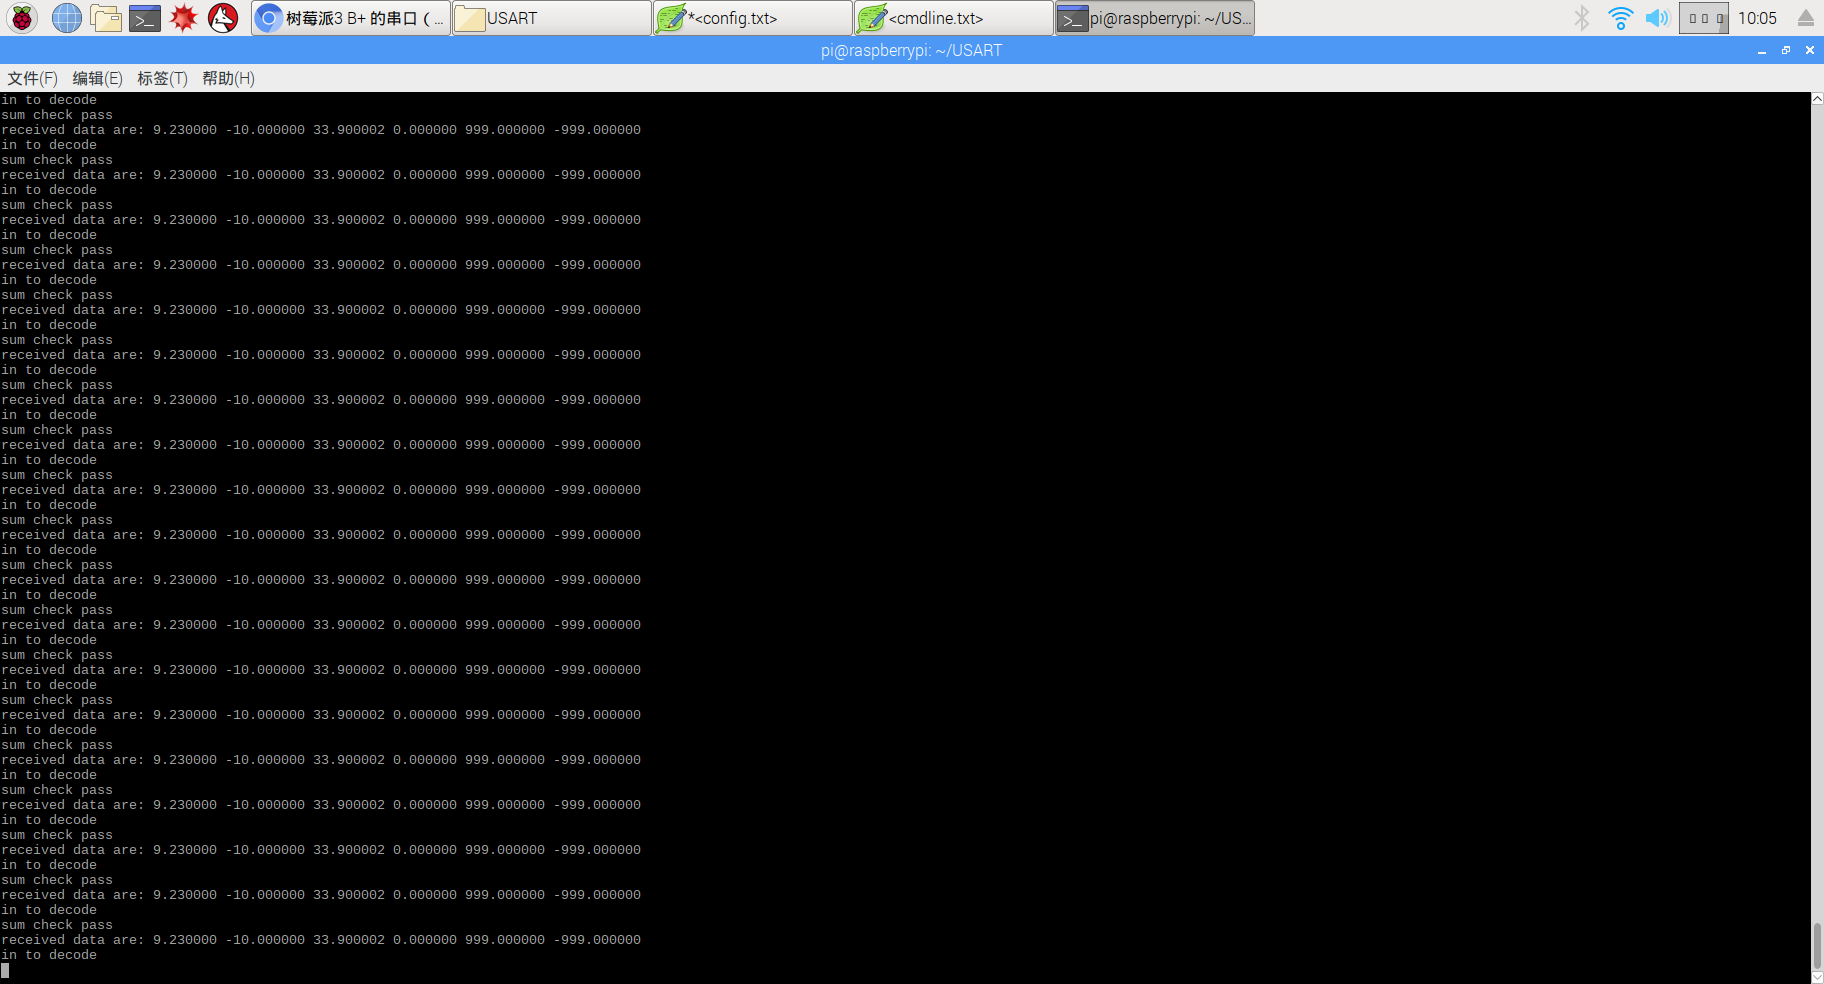 树莓派3 B+ 的串口（... USART *<config.txt> <cmdline.txt> pi@raspberrypi: ~/US... 10:05
pi@raspberrypi: ~/USART
文件(F) 编辑(E) 标签(T) 帮助(H)
in to decode
sum check pass
received data are: 9.230000 -10.000000 33.900002 0.000000 999.000000 -999.000000
in to decode
sum check pass
received data are: 9.230000 -10.000000 33.900002 0.000000 999.000000 -999.000000
in to decode
sum check pass
received data are: 9.230000 -10.000000 33.900002 0.000000 999.000000 -999.000000
in to decode
sum check pass
received data are: 9.230000 -10.000000 33.900002 0.000000 999.000000 -999.000000
in to decode
sum check pass
received data are: 9.230000 -10.000000 33.900002 0.000000 999.000000 -999.000000
in to decode
sum check pass
received data are: 9.230000 -10.000000 33.900002 0.000000 999.000000 -999.000000
in to decode
sum check pass
received data are: 9.230000 -10.000000 33.900002 0.000000 999.000000 -999.000000
in to decode
sum check pass
received data are: 9.230000 -10.000000 33.900002 0.000000 999.000000 -999.000000
in to decode
sum check pass
received data are: 9.230000 -10.000000 33.900002 0.000000 999.000000 -999.000000
in to decode
sum check pass
received data are: 9.230000 -10.000000 33.900002 0.000000 999.000000 -999.000000
in to decode
sum check pass
received data are: 9.230000 -10.000000 33.900002 0.000000 999.000000 -999.000000
in to decode
sum check pass
received data are: 9.230000 -10.000000 33.900002 0.000000 999.000000 -999.000000
in to decode
sum check pass
received data are: 9.230000 -10.000000 33.900002 0.000000 999.000000 -999.000000
in to decode
sum check pass
received data are: 9.230000 -10.000000 33.900002 0.000000 999.000000 -999.000000
in to decode
sum check pass
received data are: 9.230000 -10.000000 33.900002 0.000000 999.000000 -999.000000
in to decode
sum check pass
received data are: 9.230000 -10.000000 33.900002 0.000000 999.000000 -999.000000
in to decode
sum check pass
received data are: 9.230000 -10.000000 33.900002 0.000000 999.000000 -999.000000
in to decode
sum check pass
received data are: 9.230000 -10.000000 33.900002 0.000000 999.000000 -999.000000
in to decode
sum check pass
received data are: 9.230000 -10.000000 33.900002 0.000000 999.000000 -999.000000
in to decode